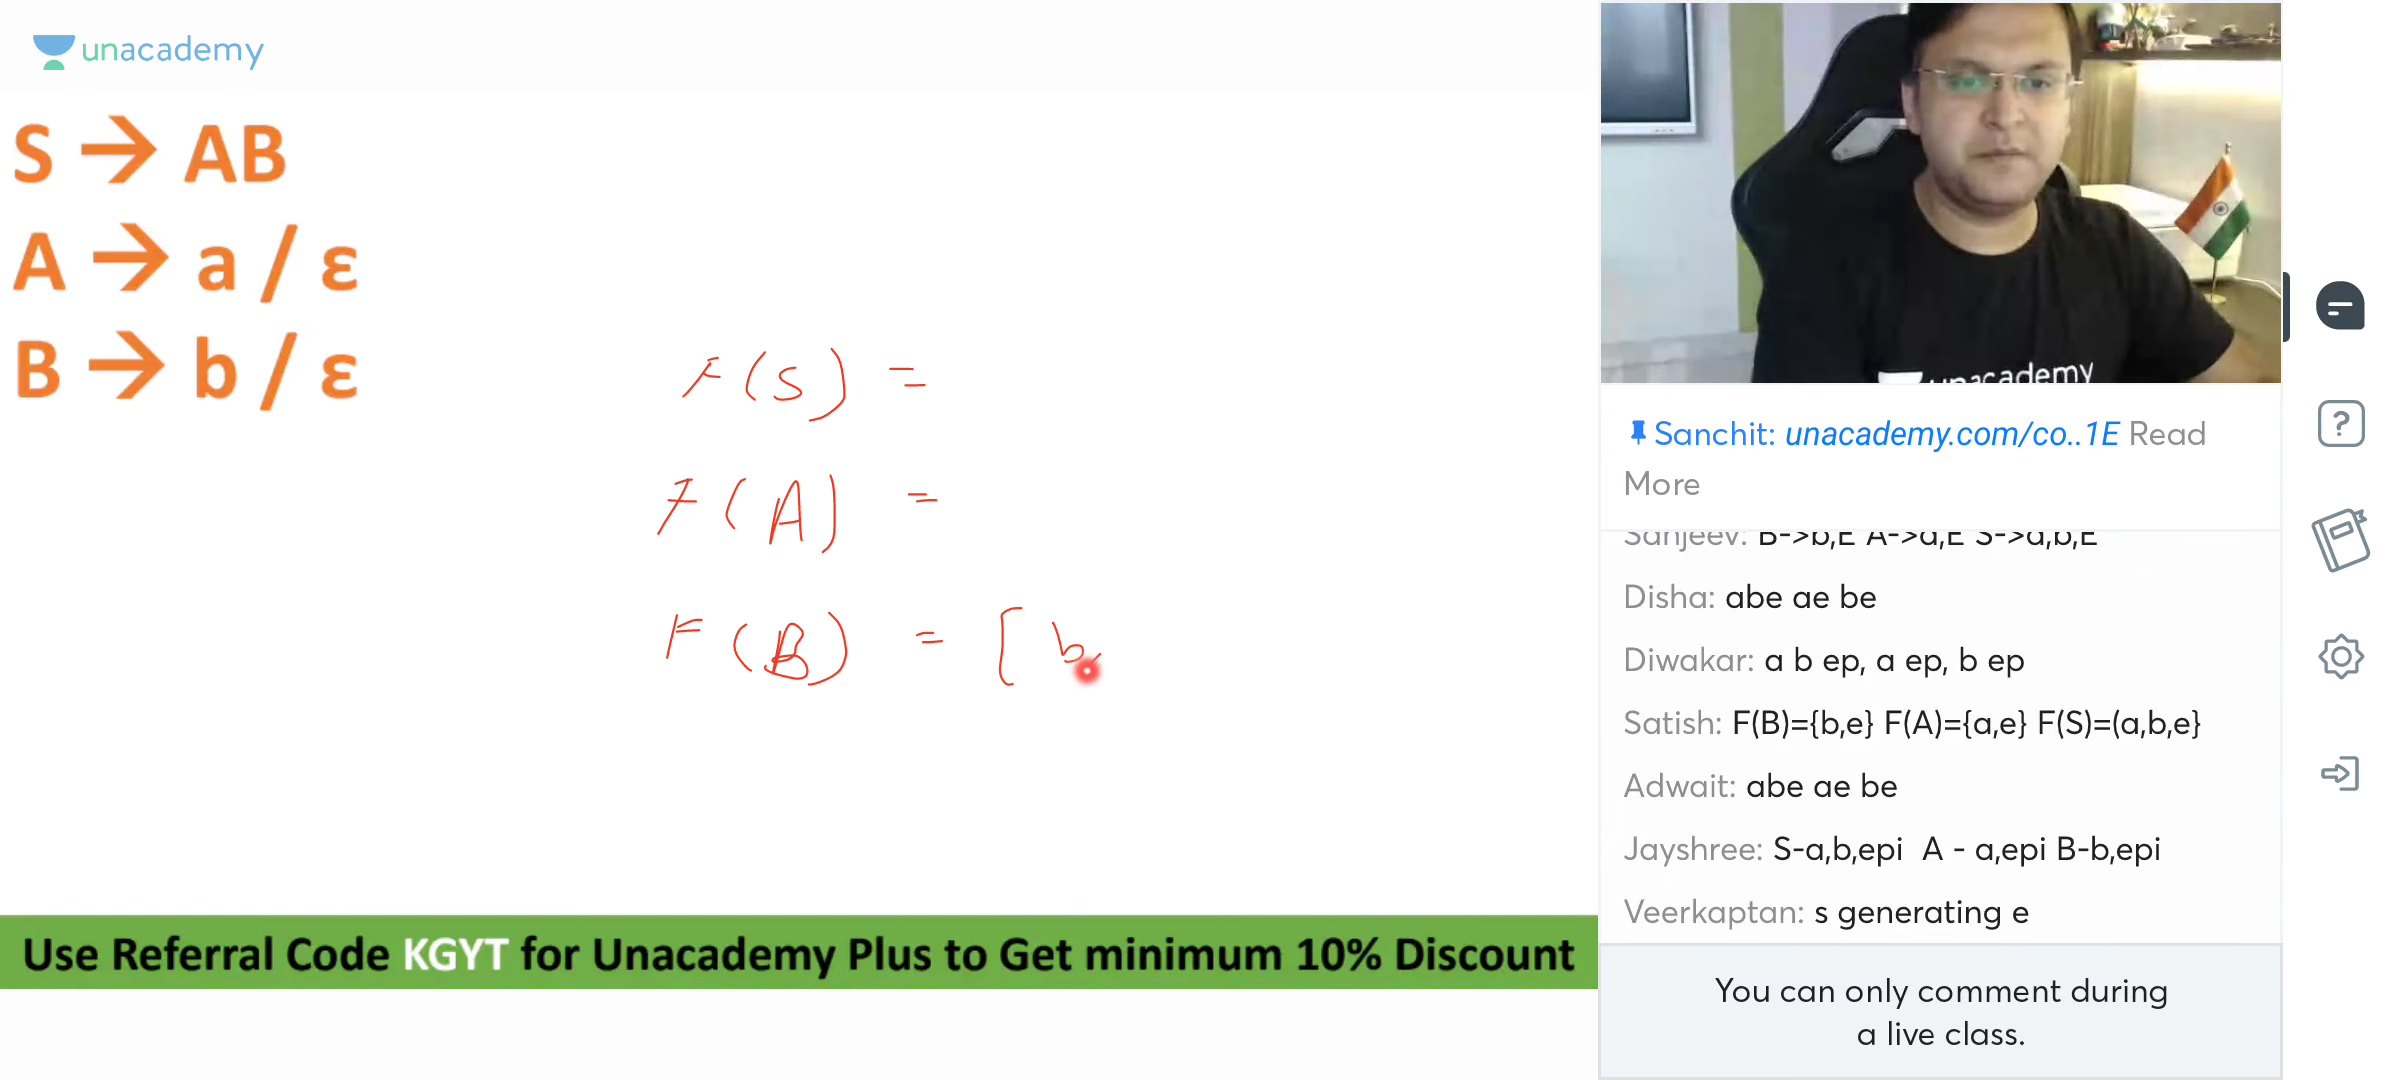 unacademy
S → AB
A → a / ε
B → b / ε
F(S) =
F(A) =
F(B) = [ b,
Use Referral Code KGYT for Unacademy Plus to Get minimum 10% Discount
unacademy
Sanchit: unacademy.com/co..1E Read
More
Sanjeev: B->b,E A->a,E S->a,b,E
Disha: abe ae be
Diwakar: a b ep, a ep, b ep
Satish: F(B)={b,e} F(A)={a,e} F(S)=(a,b,e}
Adwait: abe ae be
Jayshree: S-a,b,epi  A - a,epi B-b,epi
Veerkaptan: s generating e
You can only comment during
a live class.